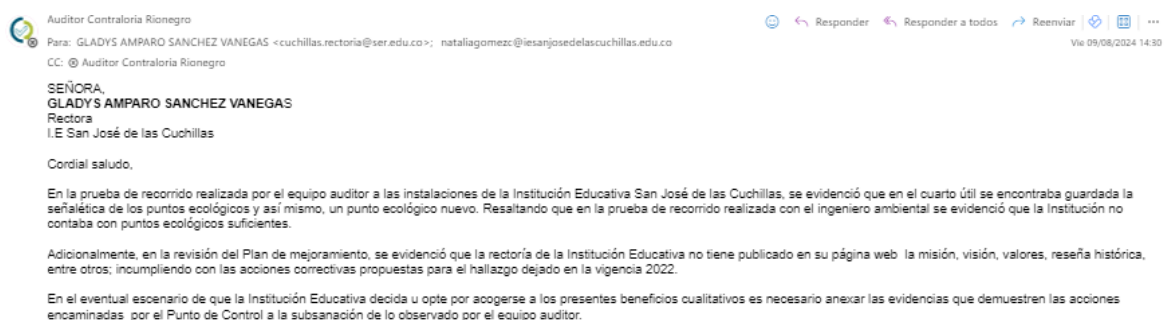 Auditor Contraloria Rionegro
Responder Responder a todos Reenviar
Para: GLADYS AMPARO SANCHEZ VANEGAS <cuchillas.rectoria@ser.edu.co>; nataliagomezc@iesanjosedelascuchillas.edu.co
Vie 09/08/2024 14:30
CC: Auditor Contraloria Rionegro
SEÑORA,
GLADYS AMPARO SANCHEZ VANEGAS
Rectora
I.E San José de las Cuchillas
Cordial saludo,
En la prueba de recorrido realizada por el equipo auditor a las instalaciones de la Institución Educativa San José de las Cuchillas, se evidenció que en el cuarto útil se encontraba guardada la
señalética de los puntos ecológicos y así mismo, un punto ecológico nuevo. Resaltando que en la prueba de recorrido realizada con el ingeniero ambiental se evidenció que la Institución no
contaba con puntos ecológicos suficientes.
Adicionalmente, en la revisión del Plan de mejoramiento, se evidenció que la rectoría de la Institución Educativa no tiene publicado en su página web la misión, visión, valores, reseña histórica,
entre otros; incumpliendo con las acciones correctivas propuestas para el hallazgo dejado en la vigencia 2022.
En el eventual escenario de que la Institución Educativa decida u opte por acogerse a los presentes beneficios cualitativos es necesario anexar las evidencias que demuestren las acciones
encaminadas por el Punto de Control a la subsanación de lo observado por el equipo auditor.